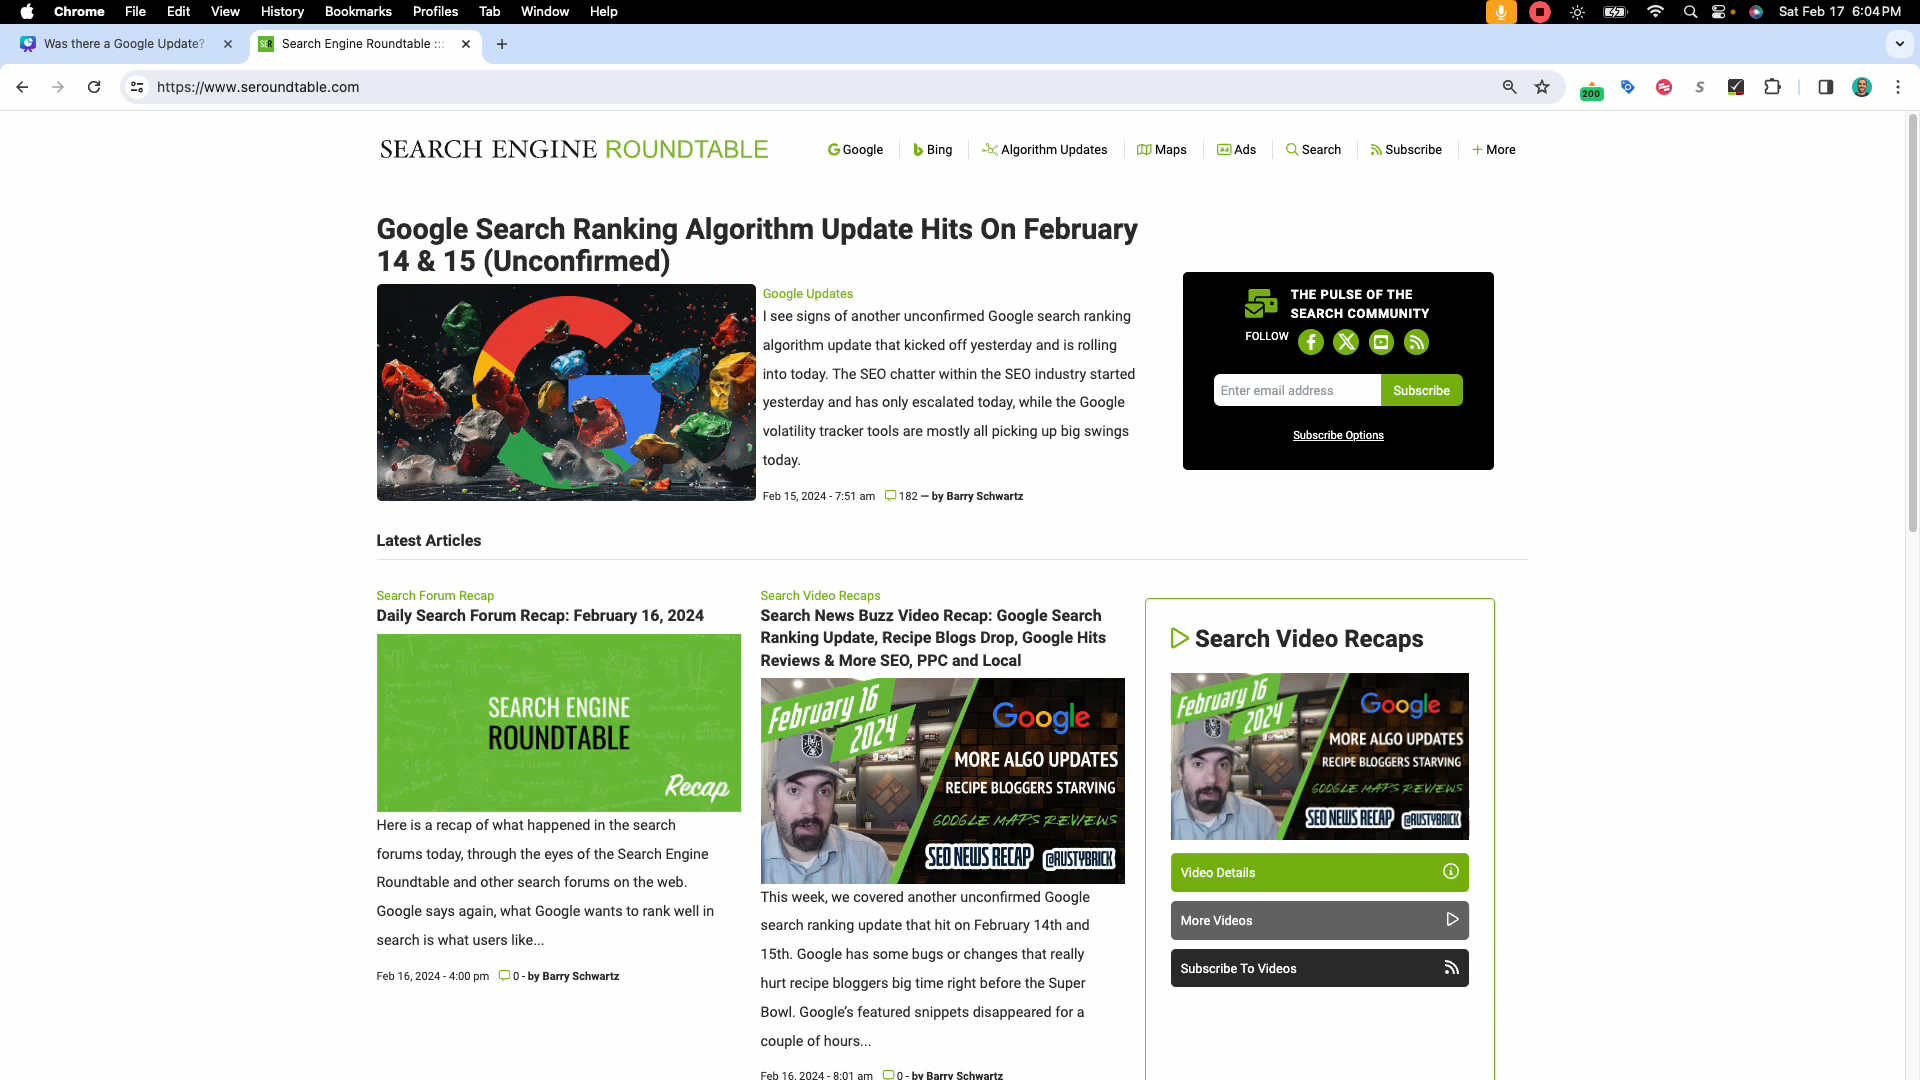 Chrome File Edit View History Bookmarks Profiles Tab Window Help Sat Feb 17 6:04 PM
Was there a Google Update? SER Search Engine Roundtable :::
https://www.seroundtable.com 200
SEARCH ENGINE ROUNDTABLE Google Bing Algorithm Updates Maps Ad Ads Search Subscribe + More
Google Search Ranking Algorithm Update Hits On February
14 & 15 (Unconfirmed)
Google Updates
I see signs of another unconfirmed Google search ranking
algorithm update that kicked off yesterday and is rolling
into today. The SEO chatter within the SEO industry started
yesterday and has only escalated today, while the Google
volatility tracker tools are mostly all picking up big swings
today.
Feb 15, 2024 - 7:51 am 182 — by Barry Schwartz
THE PULSE OF THE
SEARCH COMMUNITY
FOLLOW
Enter email address Subscribe
Subscribe Options
Latest Articles
Search Forum Recap
Daily Search Forum Recap: February 16, 2024
SEARCH ENGINE
ROUNDTABLE
Recap
Here is a recap of what happened in the search
forums today, through the eyes of the Search Engine
Roundtable and other search forums on the web.
Google says again, what Google wants to rank well in
search is what users like...
Feb 16, 2024 - 4:00 pm 0 - by Barry Schwartz
Search Video Recaps
Search News Buzz Video Recap: Google Search
Ranking Update, Recipe Blogs Drop, Google Hits
Reviews & More SEO, PPC and Local
February 16
2024
Google
MORE ALGO UPDATES
RECIPE BLOGGERS STARVING
GOOGLE MAPS REVIEWS
SEO NEWS RECAP @RUSTYBRICK
This week, we covered another unconfirmed Google
search ranking update that hit on February 14th and
15th. Google has some bugs or changes that really
hurt recipe bloggers big time right before the Super
Bowl. Google's featured snippets disappeared for a
couple of hours...
Feb 16, 2024 - 8:01 am 0 - by Barry Schwartz
Search Video Recaps
February 16
2024
Google
MORE ALGO UPDATES
RECIPE BLOGGERS STARVING
GOOGLE MAPS REVIEWS
SEO NEWS RECAP @RUSTYBRICK
Video Details
More Videos
Subscribe To Videos